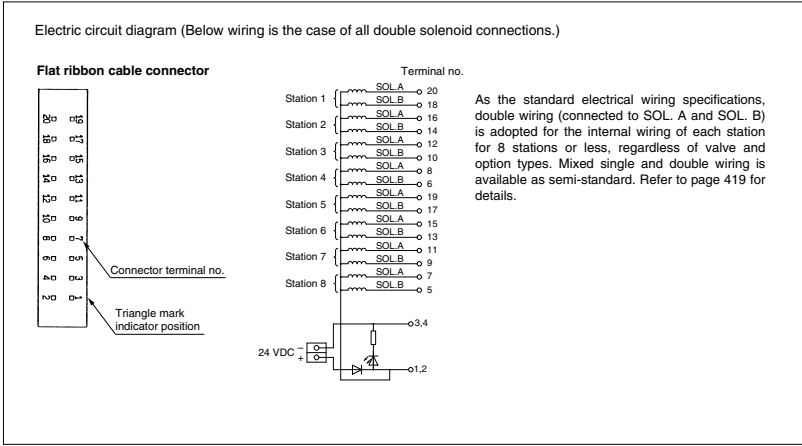 Electric circuit diagram (Below wiring is the case of all double solenoid connections.)
Flat ribbon cable connector
20 19
18 17
16 15
14 13
12 11
10 9
8 7
6 5
4 3
2 1
Connector terminal no.
Triangle mark
indicator position
Terminal no.
Station 1 SOL.A 20
SOL.B 18
Station 2 SOL.A 16
SOL.B 14
Station 3 SOL.A 12
SOL.B 10
Station 4 SOL.A 8
SOL.B 6
Station 5 SOL.A 19
SOL.B 17
Station 6 SOL.A 15
SOL.B 13
Station 7 SOL.A 11
SOL.B 9
Station 8 SOL.A 7
SOL.B 5
3,4
24 VDC –
+
1,2
As the standard electrical wiring specifications,
double wiring (connected to SOL. A and SOL. B)
is adopted for the internal wiring of each station
for 8 stations or less, regardless of valve and
option types. Mixed single and double wiring is
available as semi-standard. Refer to page 419 for
details.